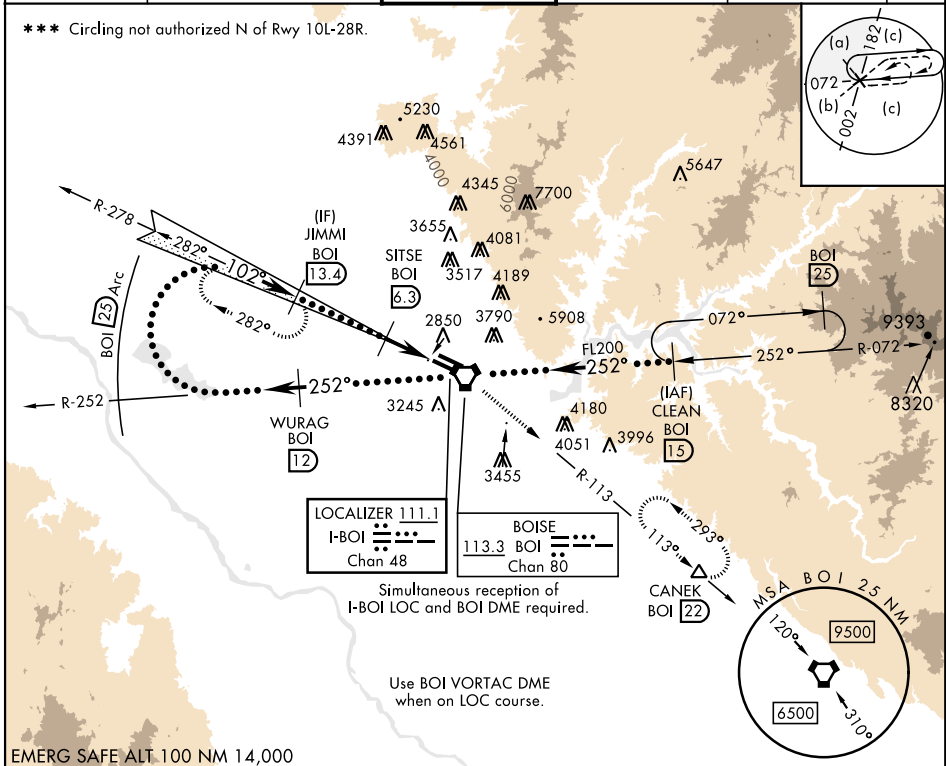 *** Circling not authorized N of Rwy 10L-28R.
(a)
182
(c)
072
(b)
002
(c)
5230
4391
4561
4000
4345
6000
7700
5647
3655
4081
3517
4189
3790
5908
2850
R-278
282°
102°
(IF)
JIMMI
BOI
13.4
SITSE
BOI
6.3
282°
BOI 25 Arc
BOI
25
072°
9393
FL200
252°
252°
R-072
8320
(IAF)
CLEAN
BOI
15
252°
R-252
WURAG
BOI
12
3245
4180
4051
3996
3455
R-113
LOCALIZER 111.1
I-BOI
Chan 48
BOISE
113.3 BOI
Chan 80
Simultaneous reception of
I-BOI LOC and BOI DME required.
293°
113°
CANEK
BOI 22
Use BOI VORTAC DME
when on LOC course.
MSA BOI 25 NM
120°
9500
6500
310°
EMERG SAFE ALT 100 NM 14,000